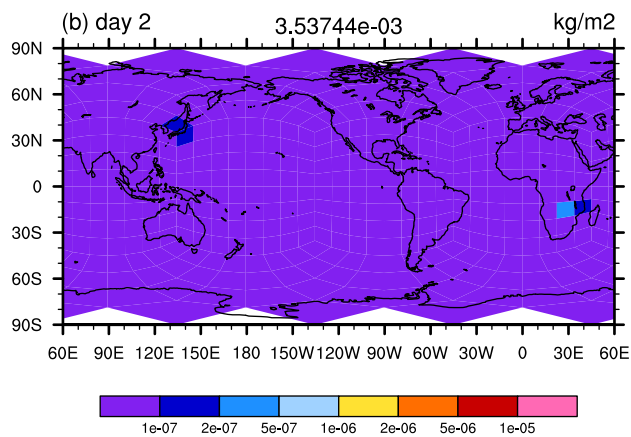 (b) day 2 3.53744e-03 kg/m2
90N
60N
30N
0
30S
60S
90S
60E 90E 120E 150E 180 150W 120W 90W 60W 30W 0 30E 60E
1e-07 2e-07 5e-07 1e-06 2e-06 5e-06 1e-05